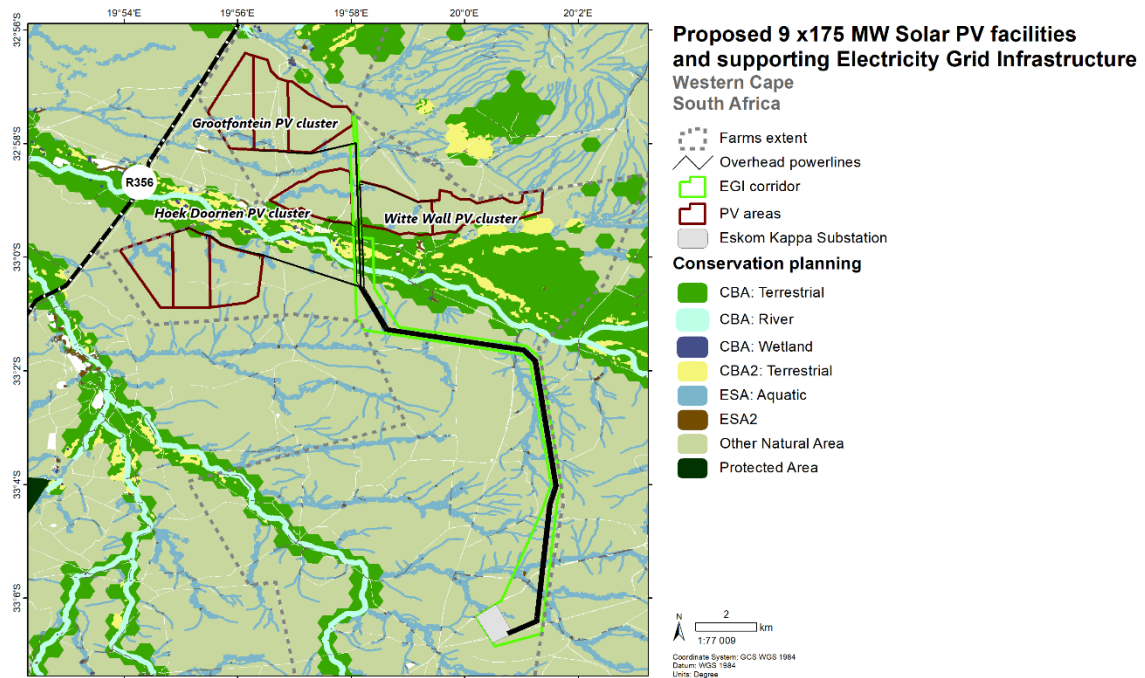 19°54'E 19°56'E 19°58'E 20°0'E 20°2'E
32°56'S
32°58'S
33°0'S
33°2'S
33°4'S
33°6'S
Grootfontein PV cluster
R356
Hoek Doornen PV cluster
Witte Wall PV cluster
Proposed 9 x175 MW Solar PV facilities
and supporting Electricity Grid Infrastructure
Western Cape
South Africa
Farms extent
Overhead powerlines
EGI corridor
PV areas
Eskom Kappa Substation
Conservation planning
CBA: Terrestrial
CBA: River
CBA: Wetland
CBA2: Terrestrial
ESA: Aquatic
ESA2
Other Natural Area
Protected Area
N
2
km
1:77 009
Coordinate System: GCS WGS 1984
Datum: WGS 1984
Units: Degree